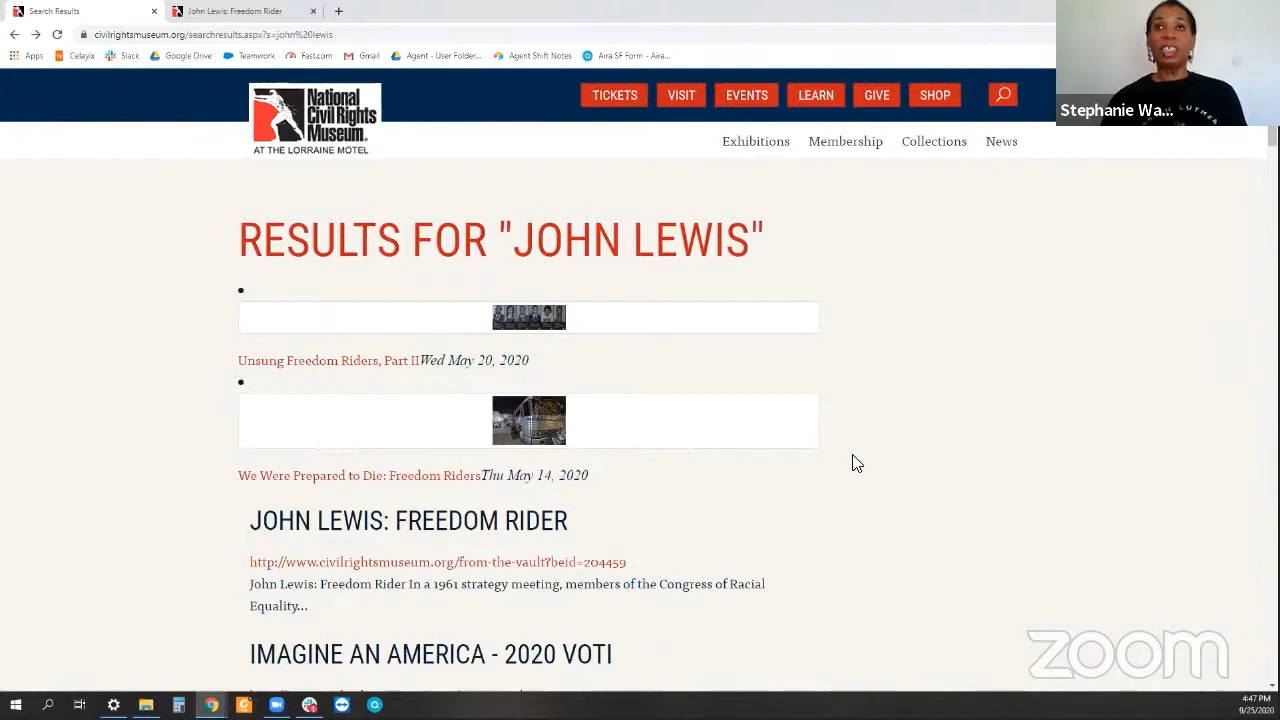 Search Results
John Lewis: Freedom Rider
civilrightsmuseum.org/searchresults.aspx?s=john%20lewis
Apps Celayix Slack Google Drive Teamwork Fast.com Gmail Agent - User Folder... Agent Shift Notes Aira SF Form - Aira...
Stephanie Wa...
National
Civil Rights
Museum
AT THE LORRAINE MOTEL
TICKETS VISIT EVENTS LEARN GIVE SHOP
Exhibitions Membership Collections News
RESULTS FOR "JOHN LEWIS"
Unsung Freedom Riders, Part IIWed May 20, 2020
We Were Prepared to Die: Freedom RidersThu May 14, 2020
JOHN LEWIS: FREEDOM RIDER
http://www.civilrightsmuseum.org/from-the-vault?beid=204459
John Lewis: Freedom Rider In a 1961 strategy meeting, members of the Congress of Racial
Equality...
IMAGINE AN AMERICA - 2020 VOTI
zoom
4:47 PM
9/25/2020